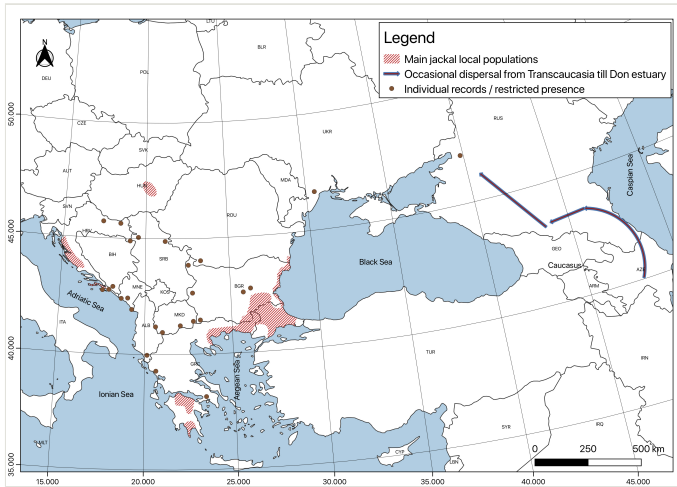 Legend
Main jackal local populations
Occasional dispersal from Transcaucasia till Don estuary
Individual records / restricted presence
N
LTU
BLR
DEU
POL
RUS
50.000
CZE
UKR
SVK
Caspian Sea
AUT
HUN
MDA
SVN
ROU
HRV
45.000
BIH
SRB
GEO
Black Sea
Caucasus
AZE
MNE
KOS
BGR
ARM
Adriatic Sea
ITA
MKD
ALB
40.000
TUR
GRC
IRN
Aegean Sea
Ionian Sea
SYR
IRQ
MLT
CYP
0 250 500 km
LBN
35.000
15.000 20.000 25.000 30.000 35.000 40.000 45.000